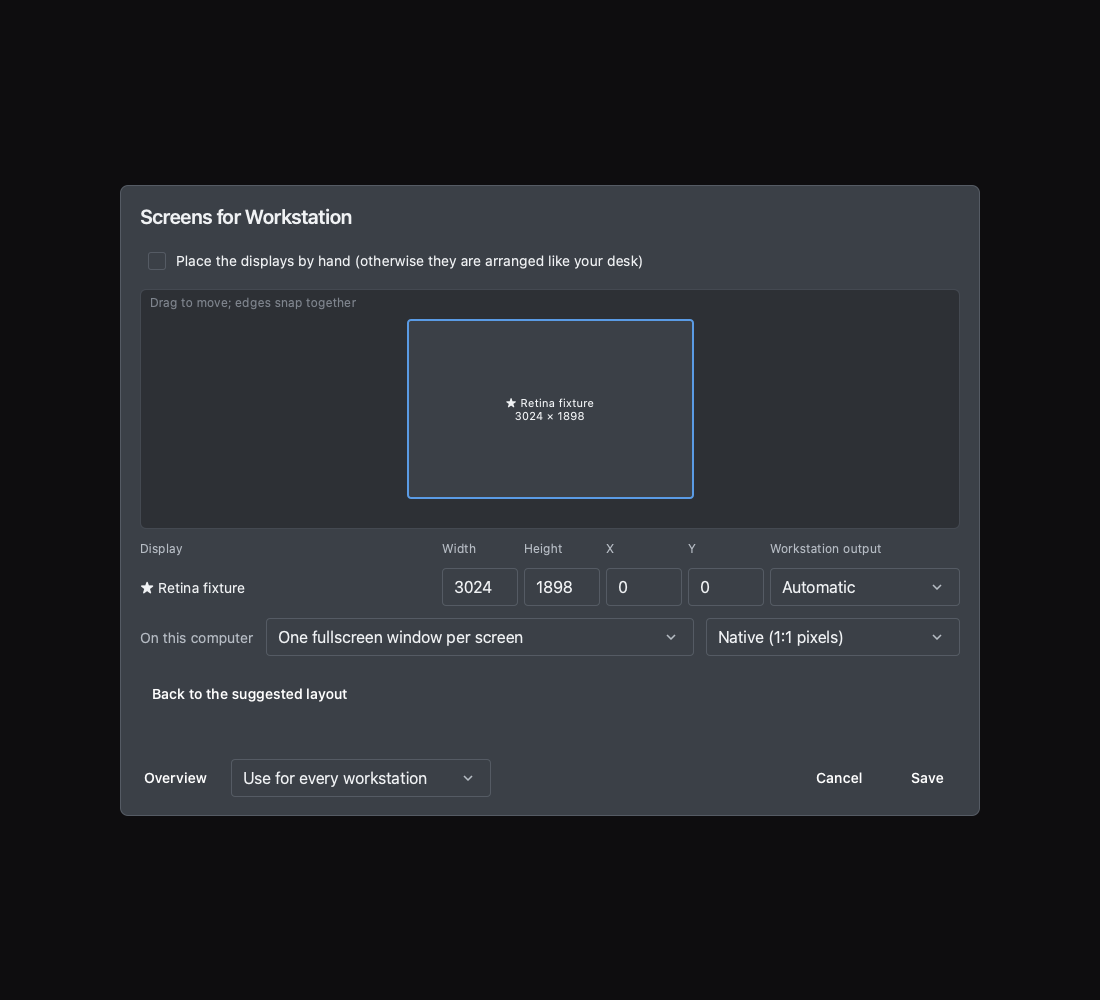 Screens for Workstation
Place the displays by hand (otherwise they are arranged like your desk)
Drag to move; edges snap together
★ Retina fixture
3024 × 1898
Display Width Height X Y Workstation output
★ Retina fixture 3024 1898 0 0 Automatic
On this computer One fullscreen window per screen Native (1:1 pixels)
Back to the suggested layout
Overview Use for every workstation Cancel Save